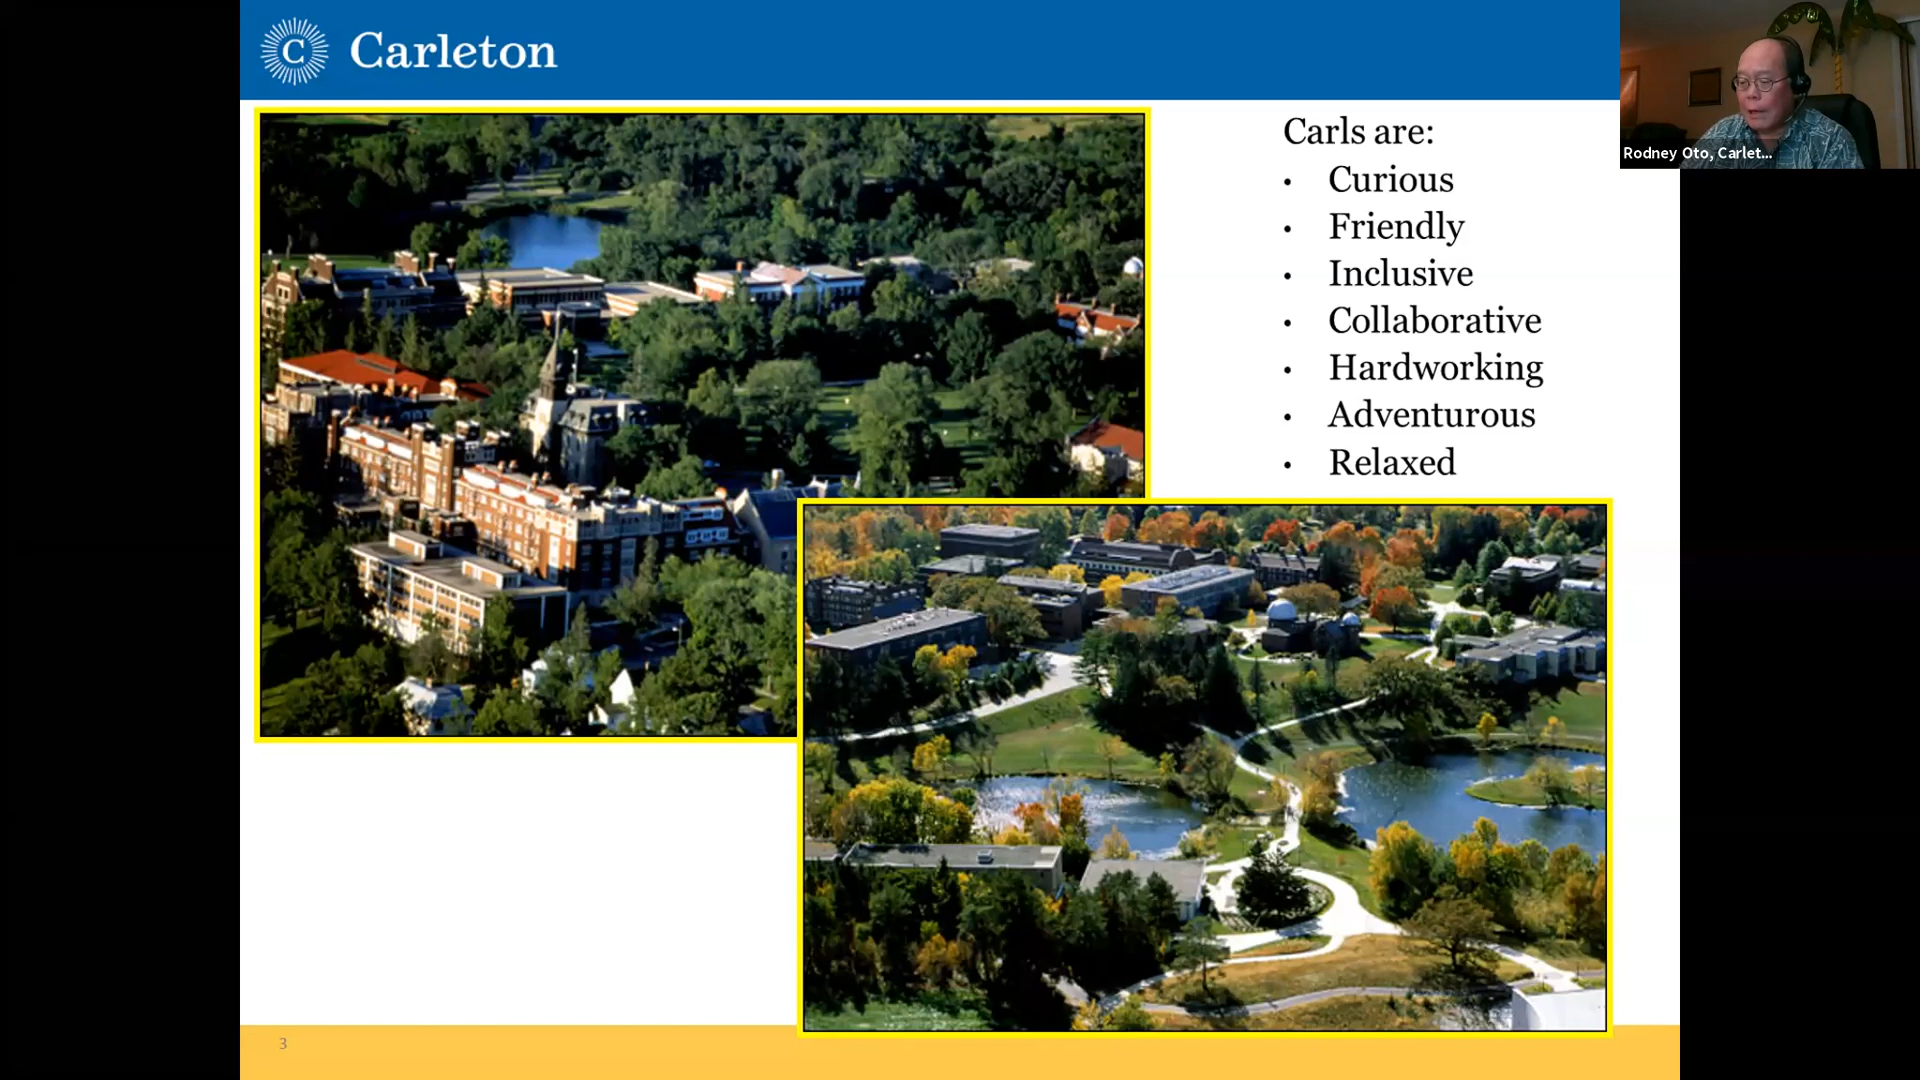 C Carleton
Rodney Oto, Carlet...
Carls are:
• Curious
• Friendly
• Inclusive
• Collaborative
• Hardworking
• Adventurous
• Relaxed
3